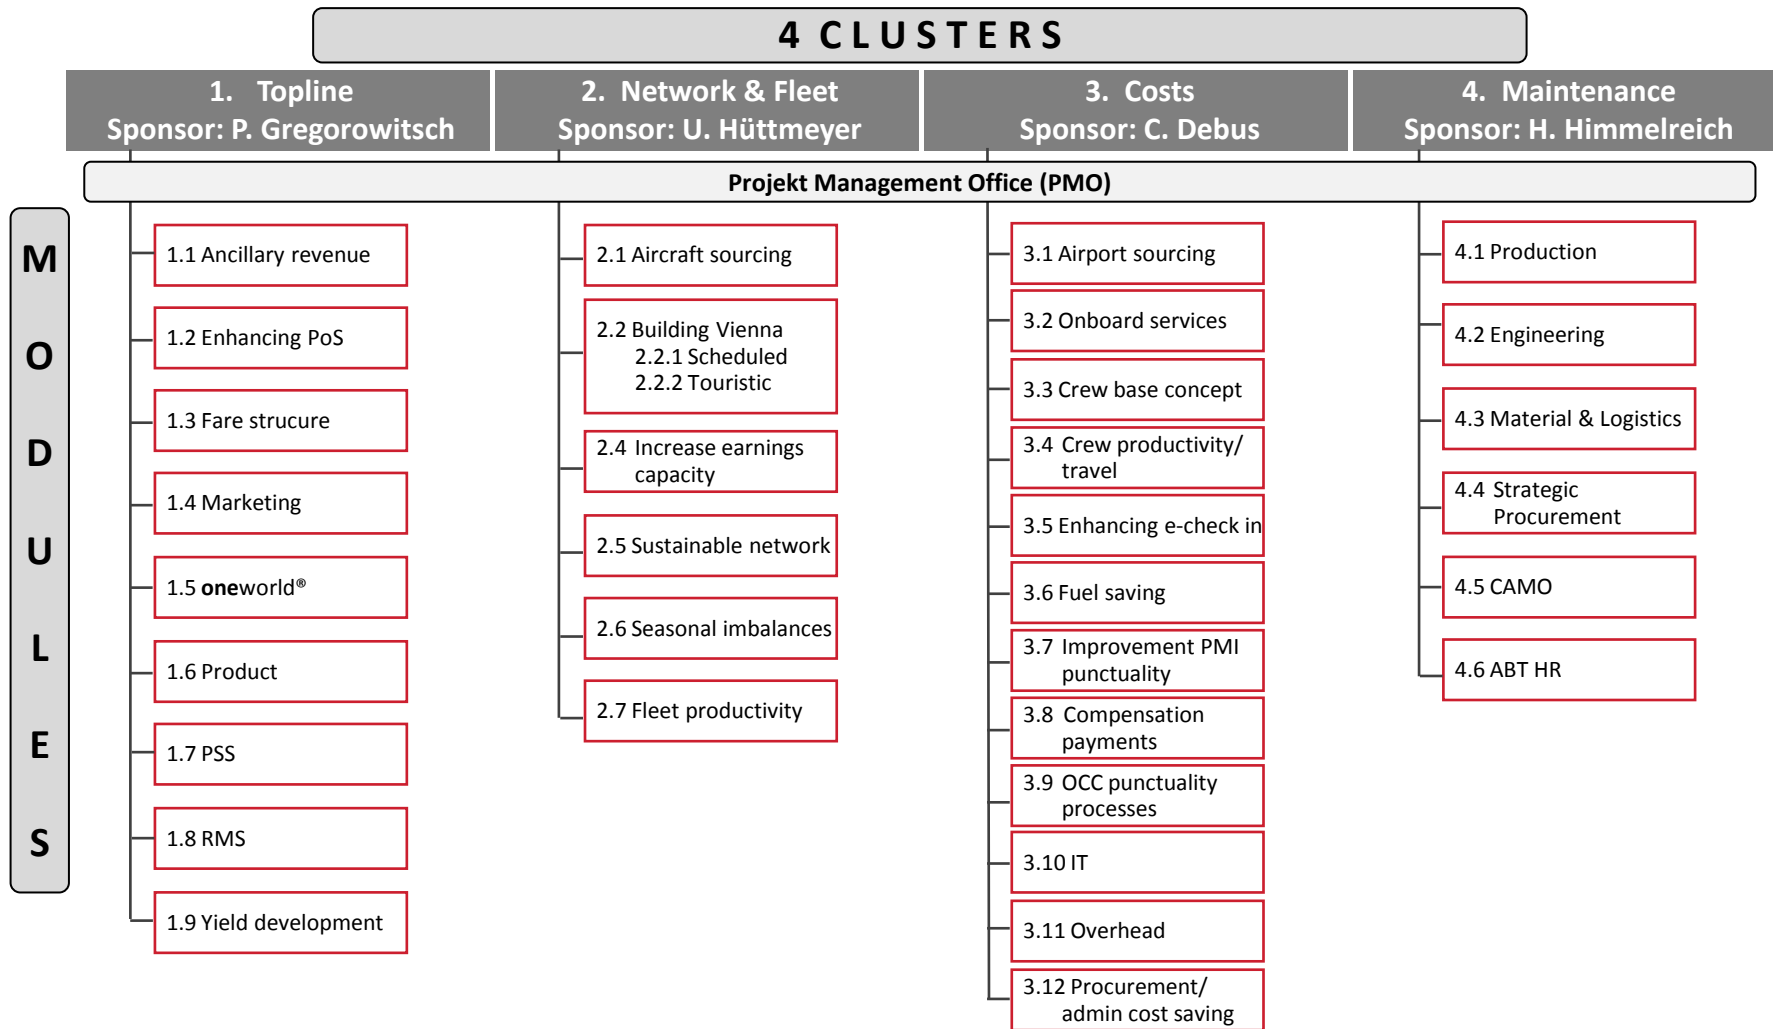 4 CLUSTERS
1. Topline
Sponsor: P. Gregorowitsch
2. Network & Fleet
Sponsor: U. Hüttmeyer
3. Costs
Sponsor: C. Debus
4. Maintenance
Sponsor: H. Himmelreich
Projekt Management Office (PMO)
MODULES
1.1 Ancillary revenue
1.2 Enhancing PoS
1.3 Fare strucure
1.4 Marketing
1.5 oneworld®
1.6 Product
1.7 PSS
1.8 RMS
1.9 Yield development
2.1 Aircraft sourcing
2.2 Building Vienna
2.2.1 Scheduled
2.2.2 Touristic
2.4 Increase earnings
capacity
2.5 Sustainable network
2.6 Seasonal imbalances
2.7 Fleet productivity
3.1 Airport sourcing
3.2 Onboard services
3.3 Crew base concept
3.4 Crew productivity/
travel
3.5 Enhancing e-check in
3.6 Fuel saving
3.7 Improvement PMI
punctuality
3.8 Compensation
payments
3.9 OCC punctuality
processes
3.10 IT
3.11 Overhead
3.12 Procurement/
admin cost saving
4.1 Production
4.2 Engineering
4.3 Material & Logistics
4.4 Strategic
Procurement
4.5 CAMO
4.6 ABT HR